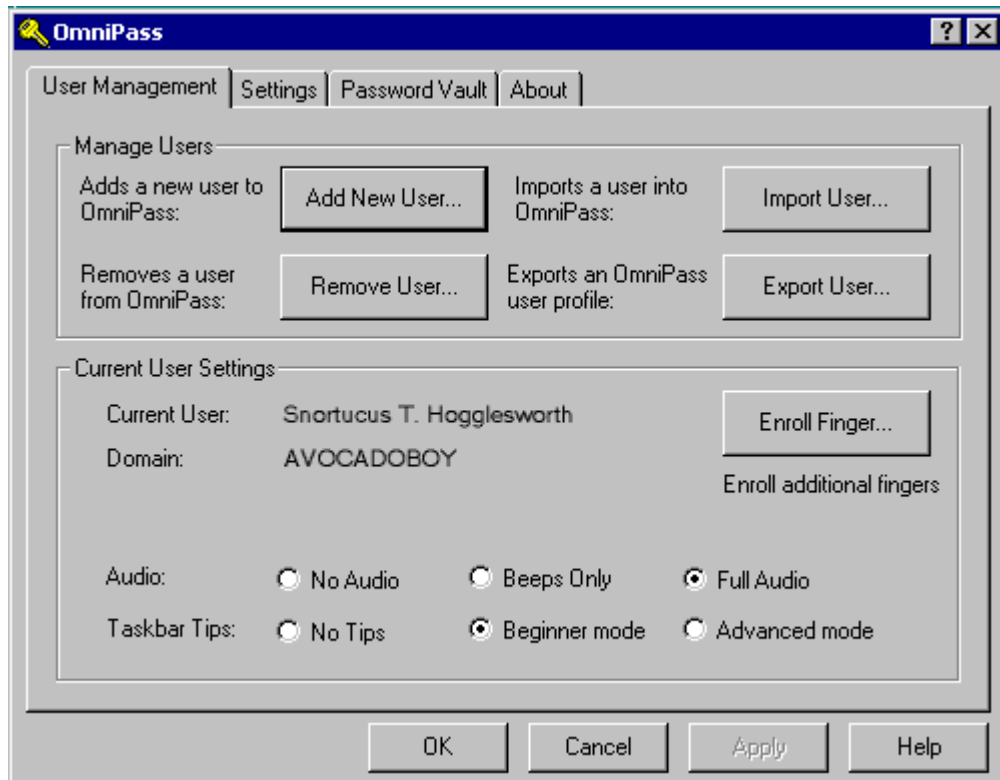 OmniPass
User Management Settings Password Vault About
Manage Users
Adds a new user to
OmniPass:
Add New User...
Imports a user into
OmniPass:
Import User...
Removes a user
from OmniPass:
Remove User...
Exports an OmniPass
user profile:
Export User...
Current User Settings
Current User: Snortucus T. Hogglesworth
Domain: AVOCADOBOY
Enroll Finger...
Enroll additional fingers
Audio: No Audio Beeps Only Full Audio
Taskbar Tips: No Tips Beginner mode Advanced mode
OK Cancel Apply Help